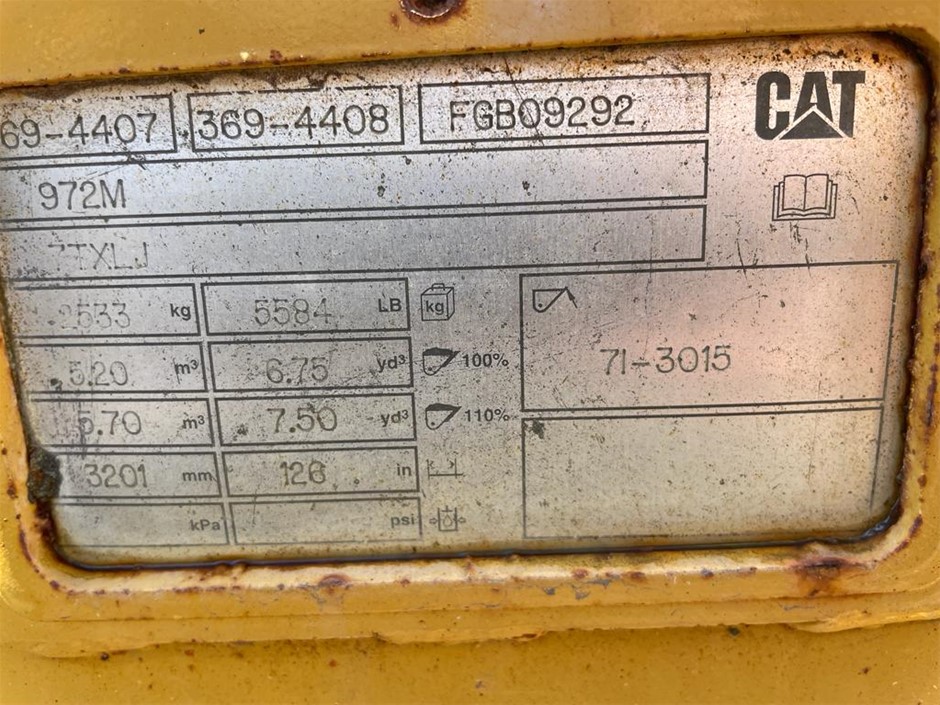 69-4407 369-4408 FGB09292 CAT
972M
7TXLJ
2533 kg 5584 LB kg
5.20 m³ 6.75 yd³ 100% 71-3015
5.70 m³ 7.50 yd³ 110%
3201 mm 126 in
kPa psi